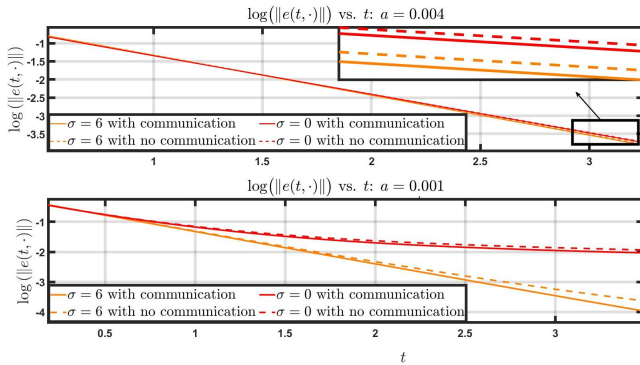 log(∥e(t,·)∥) vs. t: a = 0.004
log (∥e(t,·)∥)
-1
-1.5
-2
-2.5
-3
-3.5
σ = 6 with communication
σ = 0 with communication
σ = 6 with no communication
σ = 0 with no communication
1
1.5
2
2.5
3
log(∥e(t,·)∥) vs. t: a = 0.001
log (∥e(t,·)∥)
-1
-2
-3
-4
σ = 6 with communication
σ = 0 with communication
σ = 6 with no communication
σ = 0 with no communication
0.5
1
1.5
2
2.5
3
t